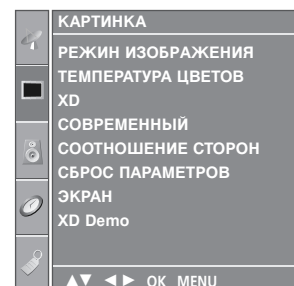 КАРТИНКА
РЕЖИН ИЗОБРАЖЕНИЯ
ТЕМПЕРАТУРА ЦВЕТОВ
XD
СОВРЕМЕННЫЙ
СООТНОШЕНИЕ СТОРОН
СБРОС ПАРАМЕТРОВ
ЭКРАН
XD Demo
▲▼ ◄► OK MENU